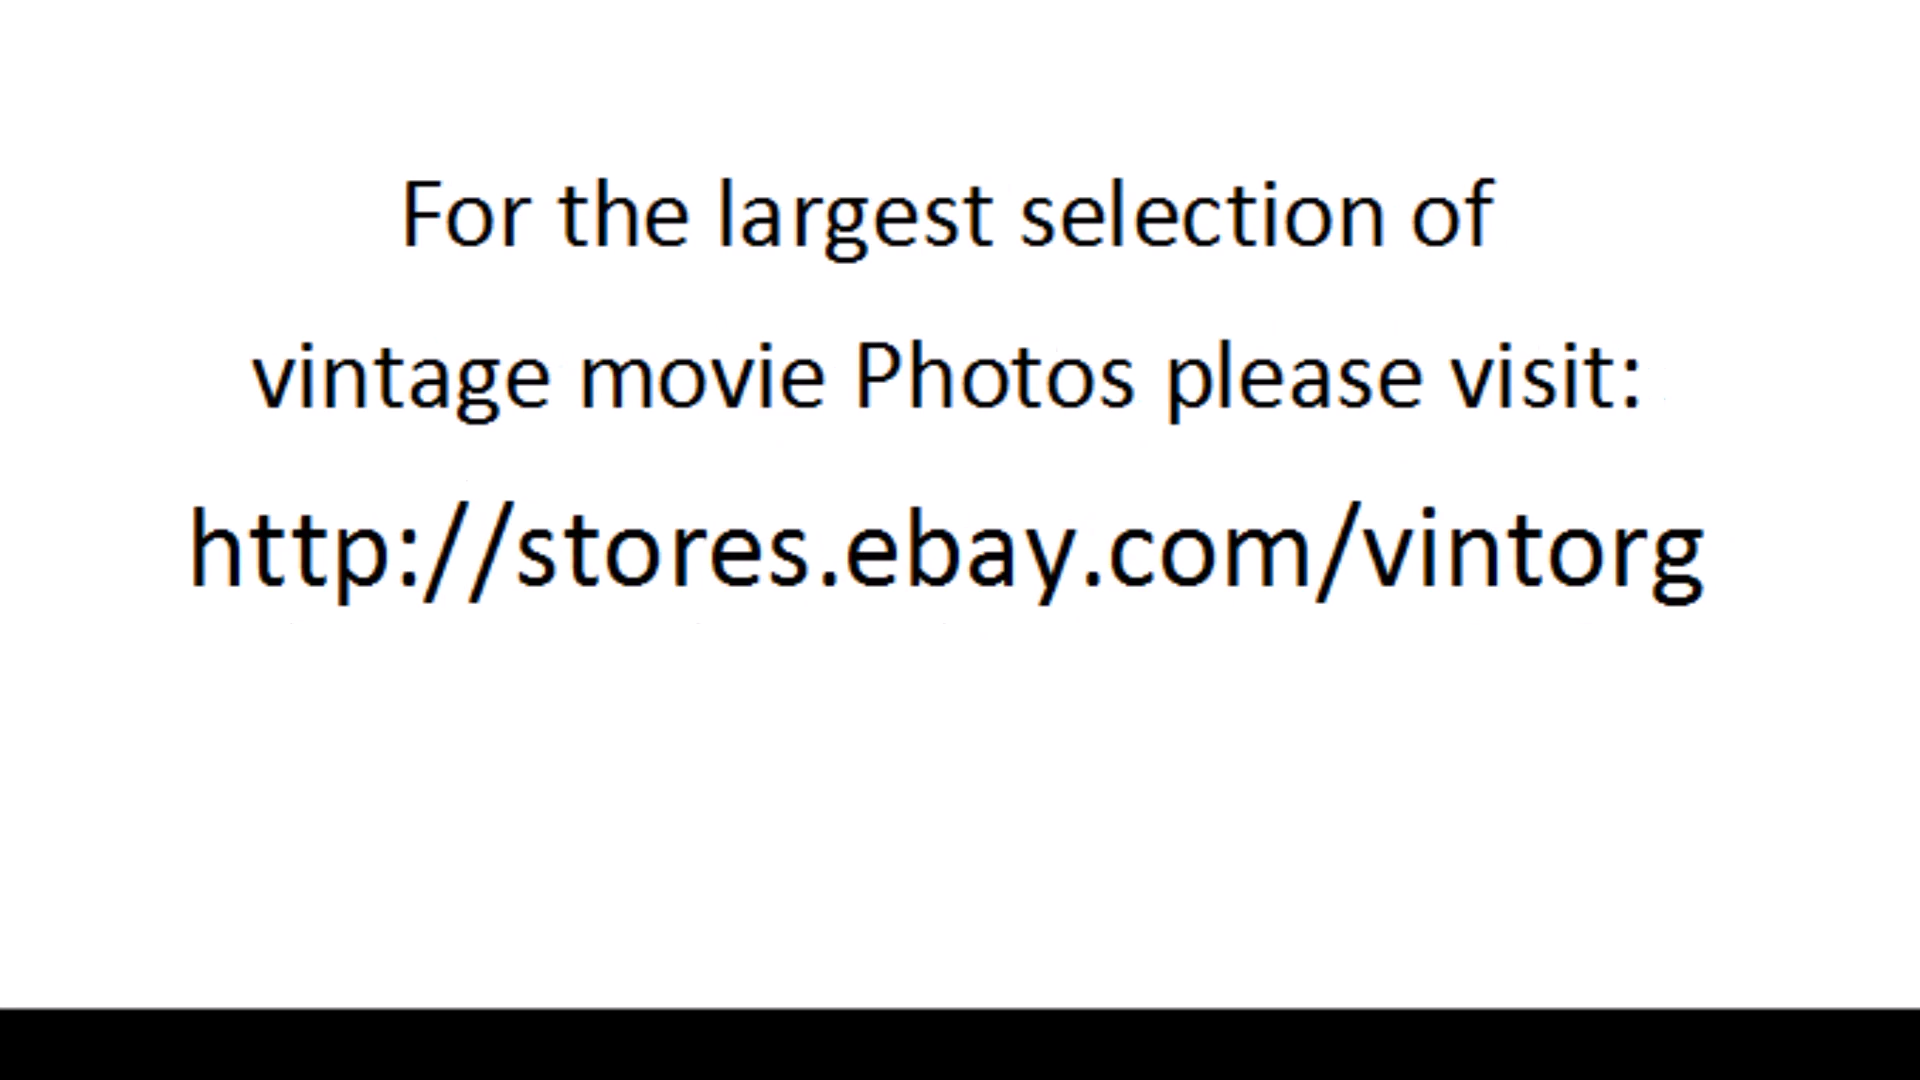 For the largest selection of
vintage movie Photos please visit:
http://stores.ebay.com/vintorg